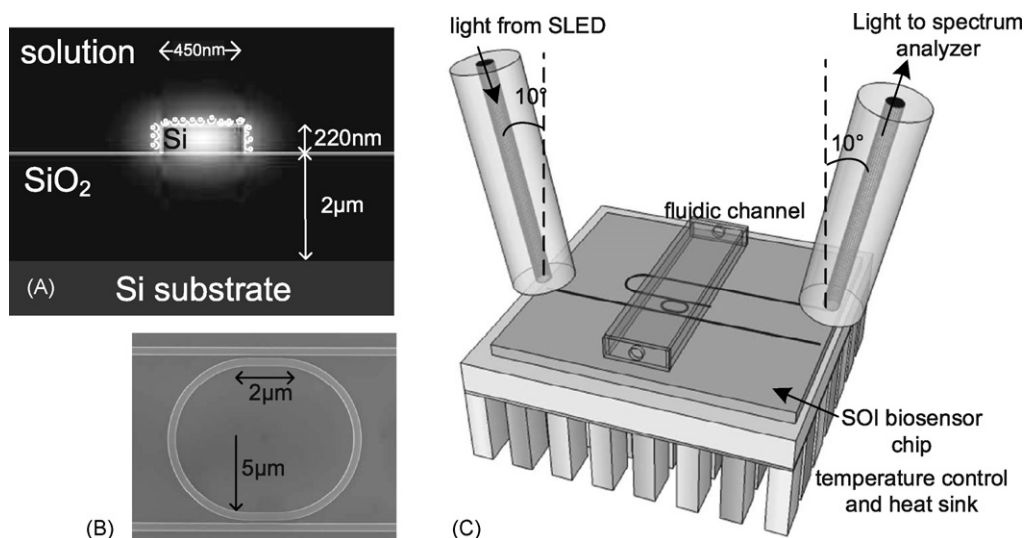 solution
450nm
Si
220nm
SiO2
2μm
(A)
Si substrate
2μm
5μm
(B)
light from SLED
Light to spectrum
analyzer
10°
10°
fluidic channel
SOI biosensor
chip
temperature control
and heat sink
(C)